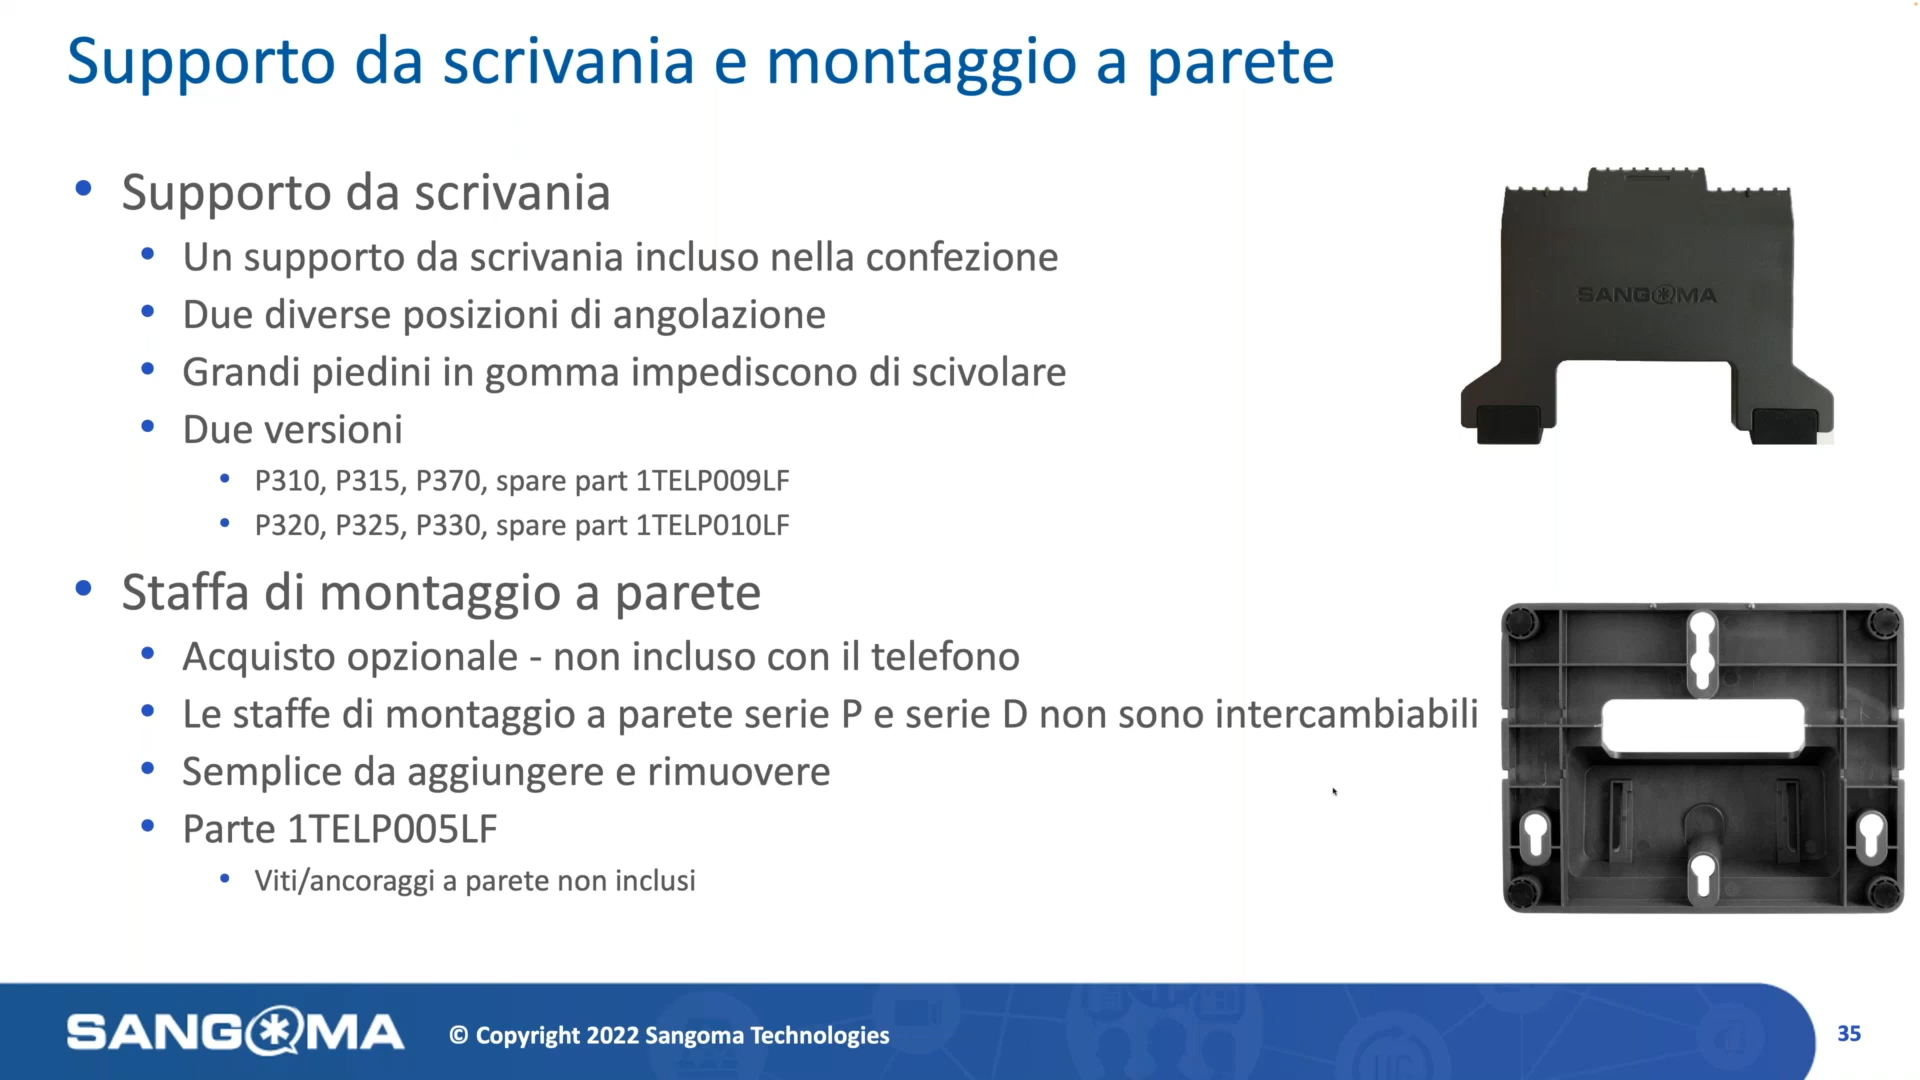 Supporto da scrivania e montaggio a parete
• Supporto da scrivania
• Un supporto da scrivania incluso nella confezione
• Due diverse posizioni di angolazione
• Grandi piedini in gomma impediscono di scivolare
• Due versioni
• P310, P315, P370, spare part 1TELP009LF
• P320, P325, P330, spare part 1TELP010LF
• Staffa di montaggio a parete
• Acquisto opzionale - non incluso con il telefono
• Le staffe di montaggio a parete serie P e serie D non sono intercambiabili
• Semplice da aggiungere e rimuovere
• Parte 1TELP005LF
• Viti/ancoraggi a parete non inclusi
SANGOMA
SANGOMA
© Copyright 2022 Sangoma Technologies
35